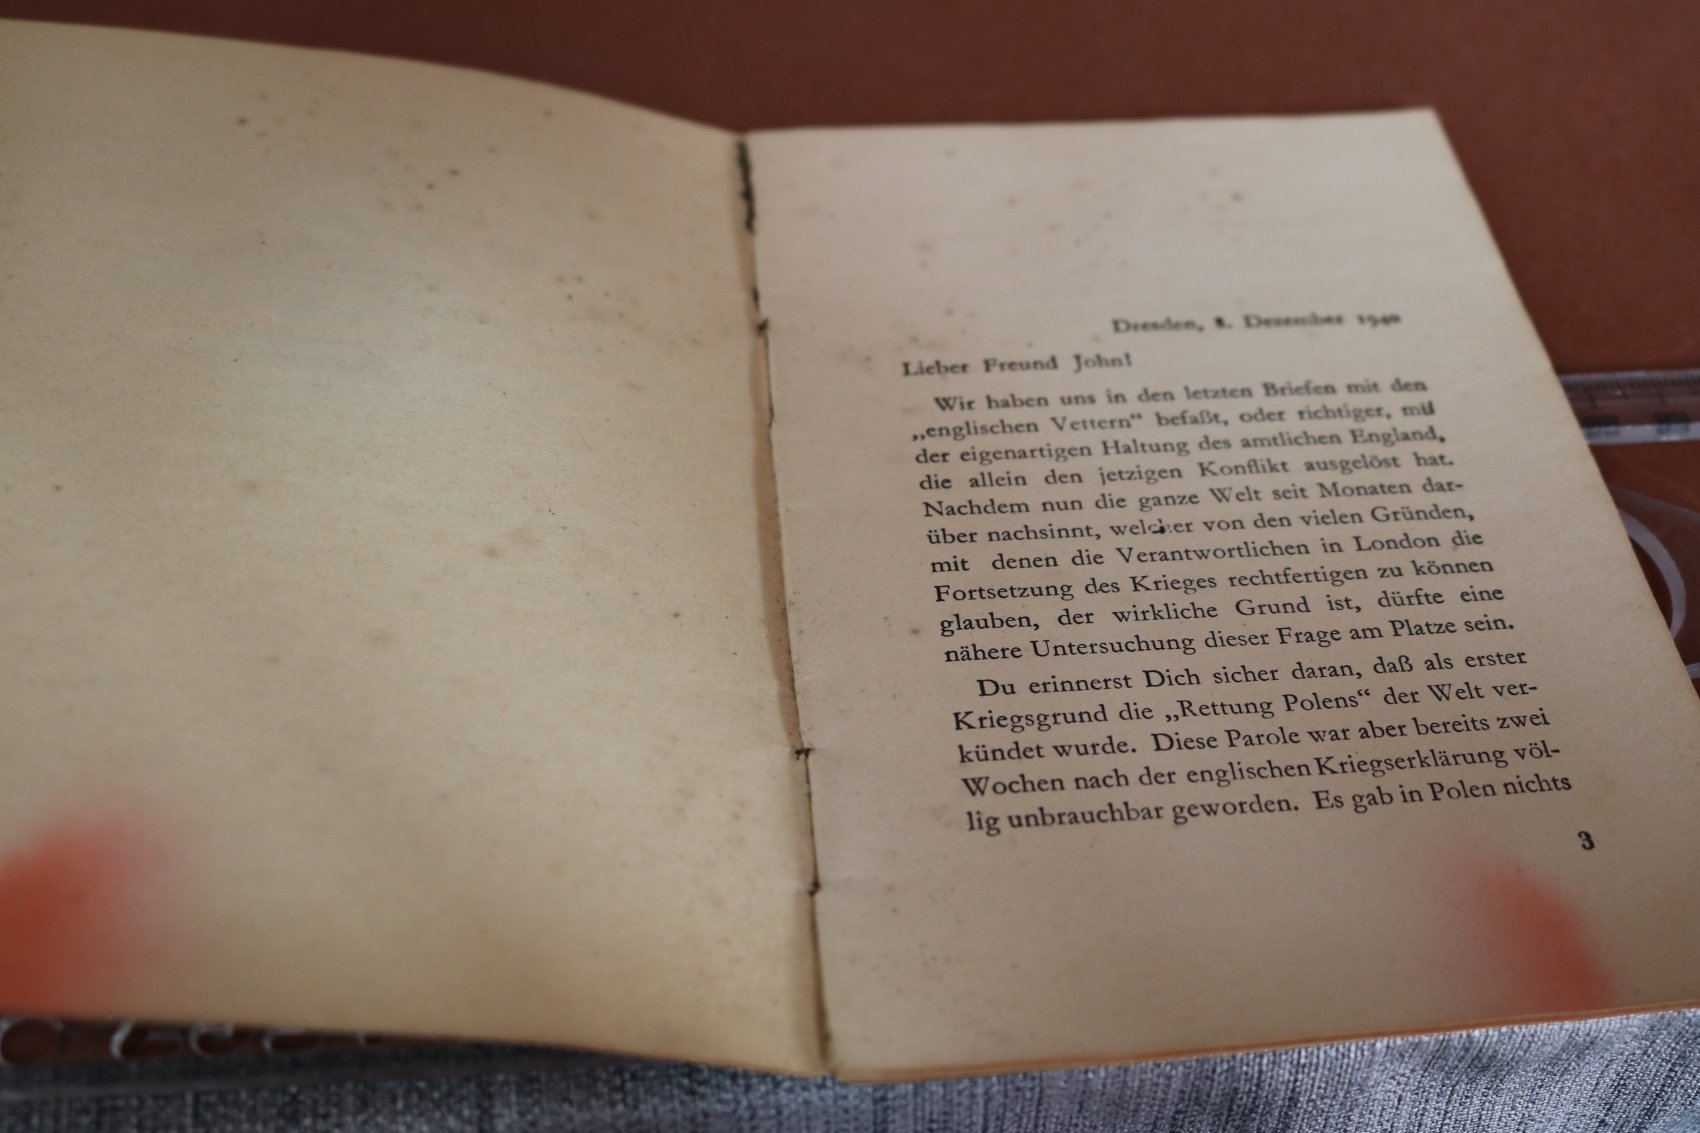 Dresden, 1. Dezember 1940
Lieber Freund John!
Wir haben uns in den letzten Briefen mit den
„englischen Vettern“ befaßt, oder richtiger, mit
der eigenartigen Haltung des amtlichen England,
die allein den jetzigen Konflikt ausgelöst hat.
Nachdem nun die ganze Welt seit Monaten dar-
über nachsinnt, welcher von den vielen Gründen,
mit denen die Verantwortlichen in London die
Fortsetzung des Krieges rechtfertigen zu können
glauben, der wirkliche Grund ist, dürfte eine
nähere Untersuchung dieser Frage am Platze sein.
Du erinnerst Dich sicher daran, daß als erster
Kriegsgrund die „Rettung Polens“ der Welt ver-
kündet wurde. Diese Parole war aber bereits zwei
Wochen nach der englischen Kriegserklärung völ-
lig unbrauchbar geworden. Es gab in Polen nichts
3